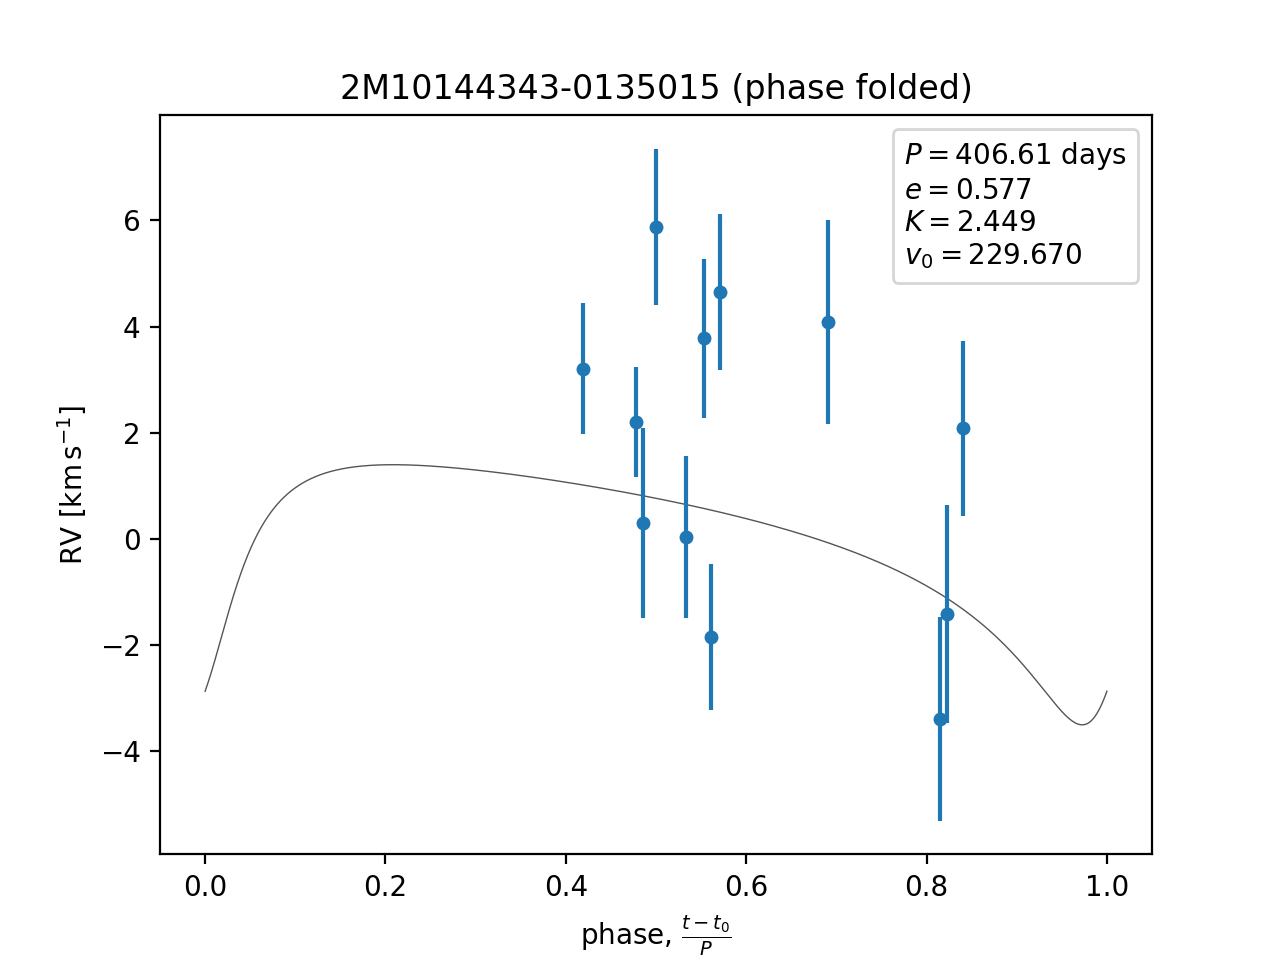 2M10144343-0135015 (phase folded)
P = 406.61 days
e = 0.577
K = 2.449
v₀ = 229.670
RV [km s⁻¹]
6
4
2
0
−2
−4
0.0 0.2 0.4 0.6 0.8 1.0
phase, (t − t₀)/P